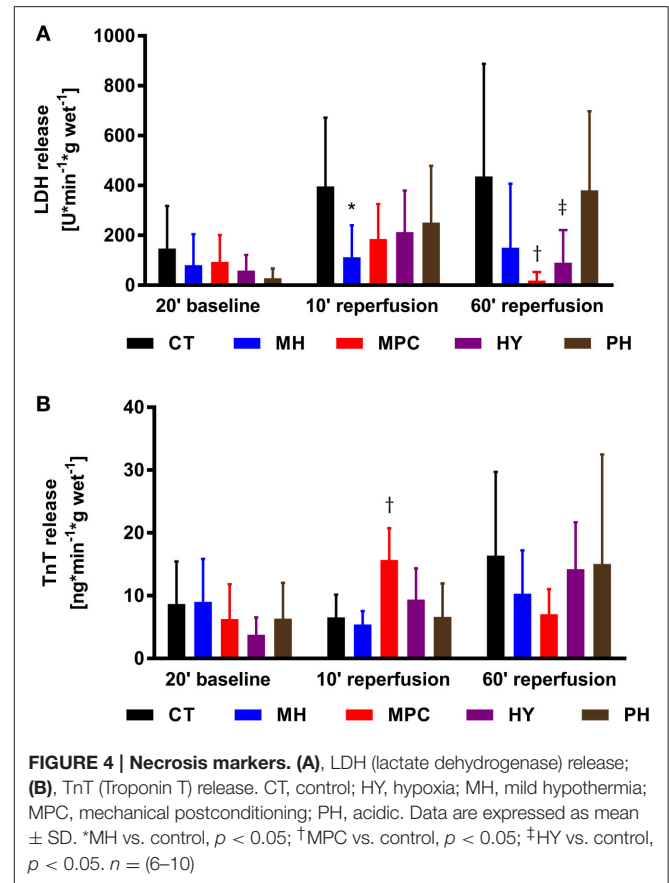 A
1000
800
600
400
200
0
LDH release
[U*min⁻¹*g wet⁻¹]
*
†
‡
20' baseline 10' reperfusion 60' reperfusion
CT MH MPC HY PH
B
40
30
20
10
0
TnT release
[ng*min⁻¹*g wet⁻¹]
†
20' baseline 10' reperfusion 60' reperfusion
CT MH MPC HY PH
FIGURE 4 | Necrosis markers. (A), LDH (lactate dehydrogenase) release;
(B), TnT (Troponin T) release. CT, control; HY, hypoxia; MH, mild hypothermia;
MPC, mechanical postconditioning; PH, acidic. Data are expressed as mean
± SD. *MH vs. control, p < 0.05; †MPC vs. control, p < 0.05; ‡HY vs. control,
p < 0.05. n = (6–10)